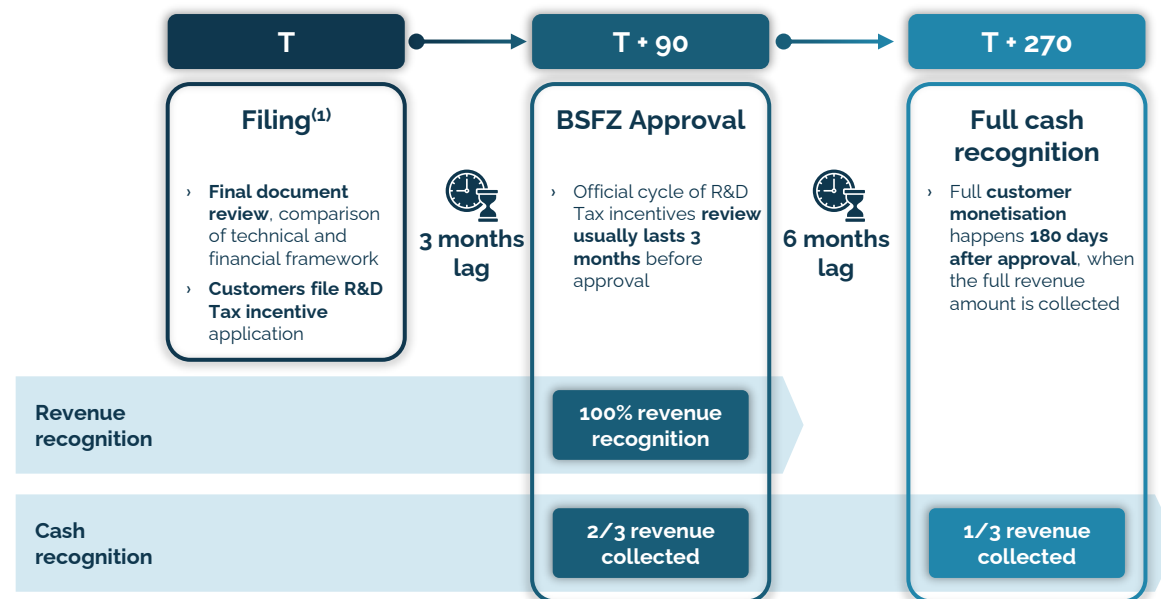 T
T + 90
T + 270
Filing(1)
› Final document
review, comparison
of technical and
financial framework
› Customers file R&D
Tax incentive
application
3 months
lag
BSFZ Approval
› Official cycle of R&D
Tax incentives review
usually lasts 3
months before
approval
6 months
lag
Full cash
recognition
› Full customer
monetisation
happens 180 days
after approval, when
the full revenue
amount is collected
Revenue
recognition
100% revenue
recognition
Cash
recognition
2/3 revenue
collected
1/3 revenue
collected